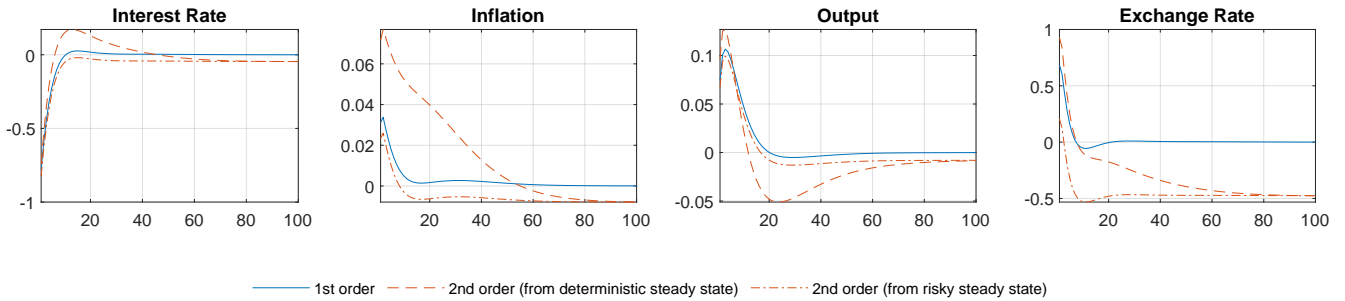 Interest Rate
0
-0.5
-1
20 40 60 80 100
Inflation
0.06
0.04
0.02
0
20 40 60 80 100
Output
0.1
0.05
0
-0.05
20 40 60 80 100
Exchange Rate
1
0.5
0
-0.5
20 40 60 80 100
1st order 2nd order (from deterministic steady state) 2nd order (from risky steady state)